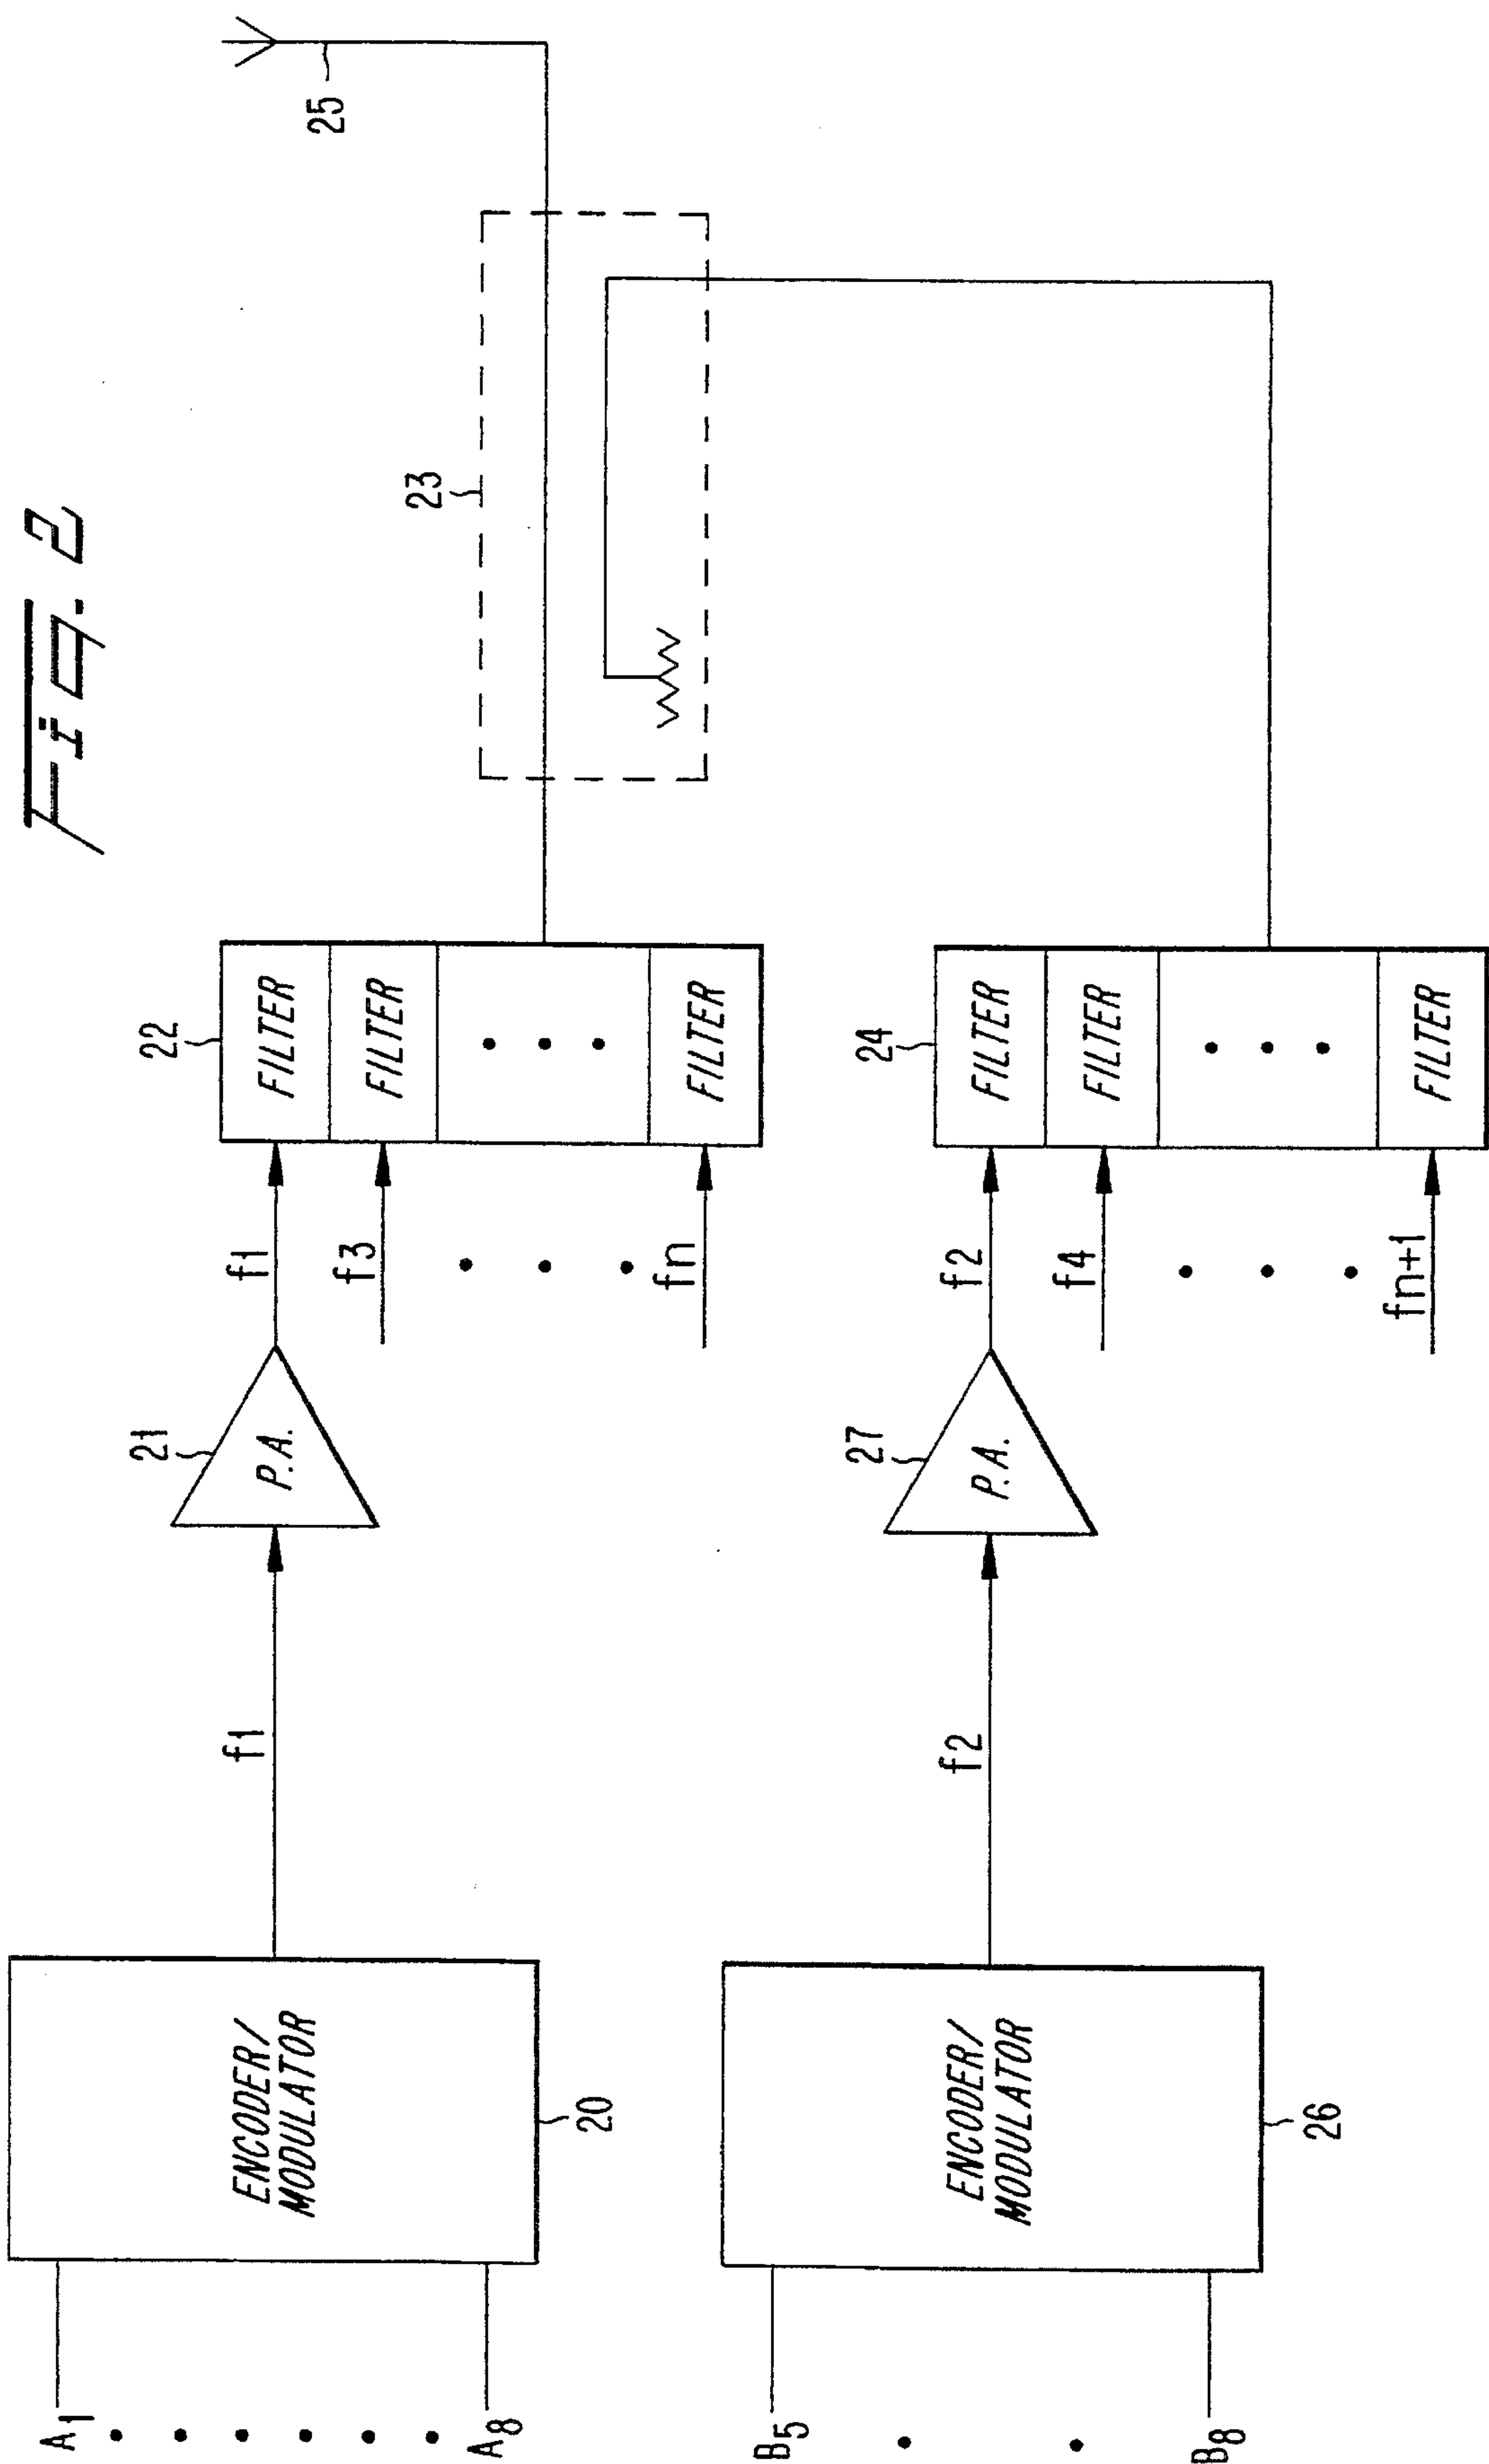 Fig. 2
A1
A8
ENCODER/
MODULATOR
20
f1
P.A.
21
f1
f3
fn
22
FILTER
FILTER
FILTER
23
25
B5
B8
ENCODER/
MODULATOR
26
f2
P.A.
27
f2
f4
fn+1
24
FILTER
FILTER
FILTER